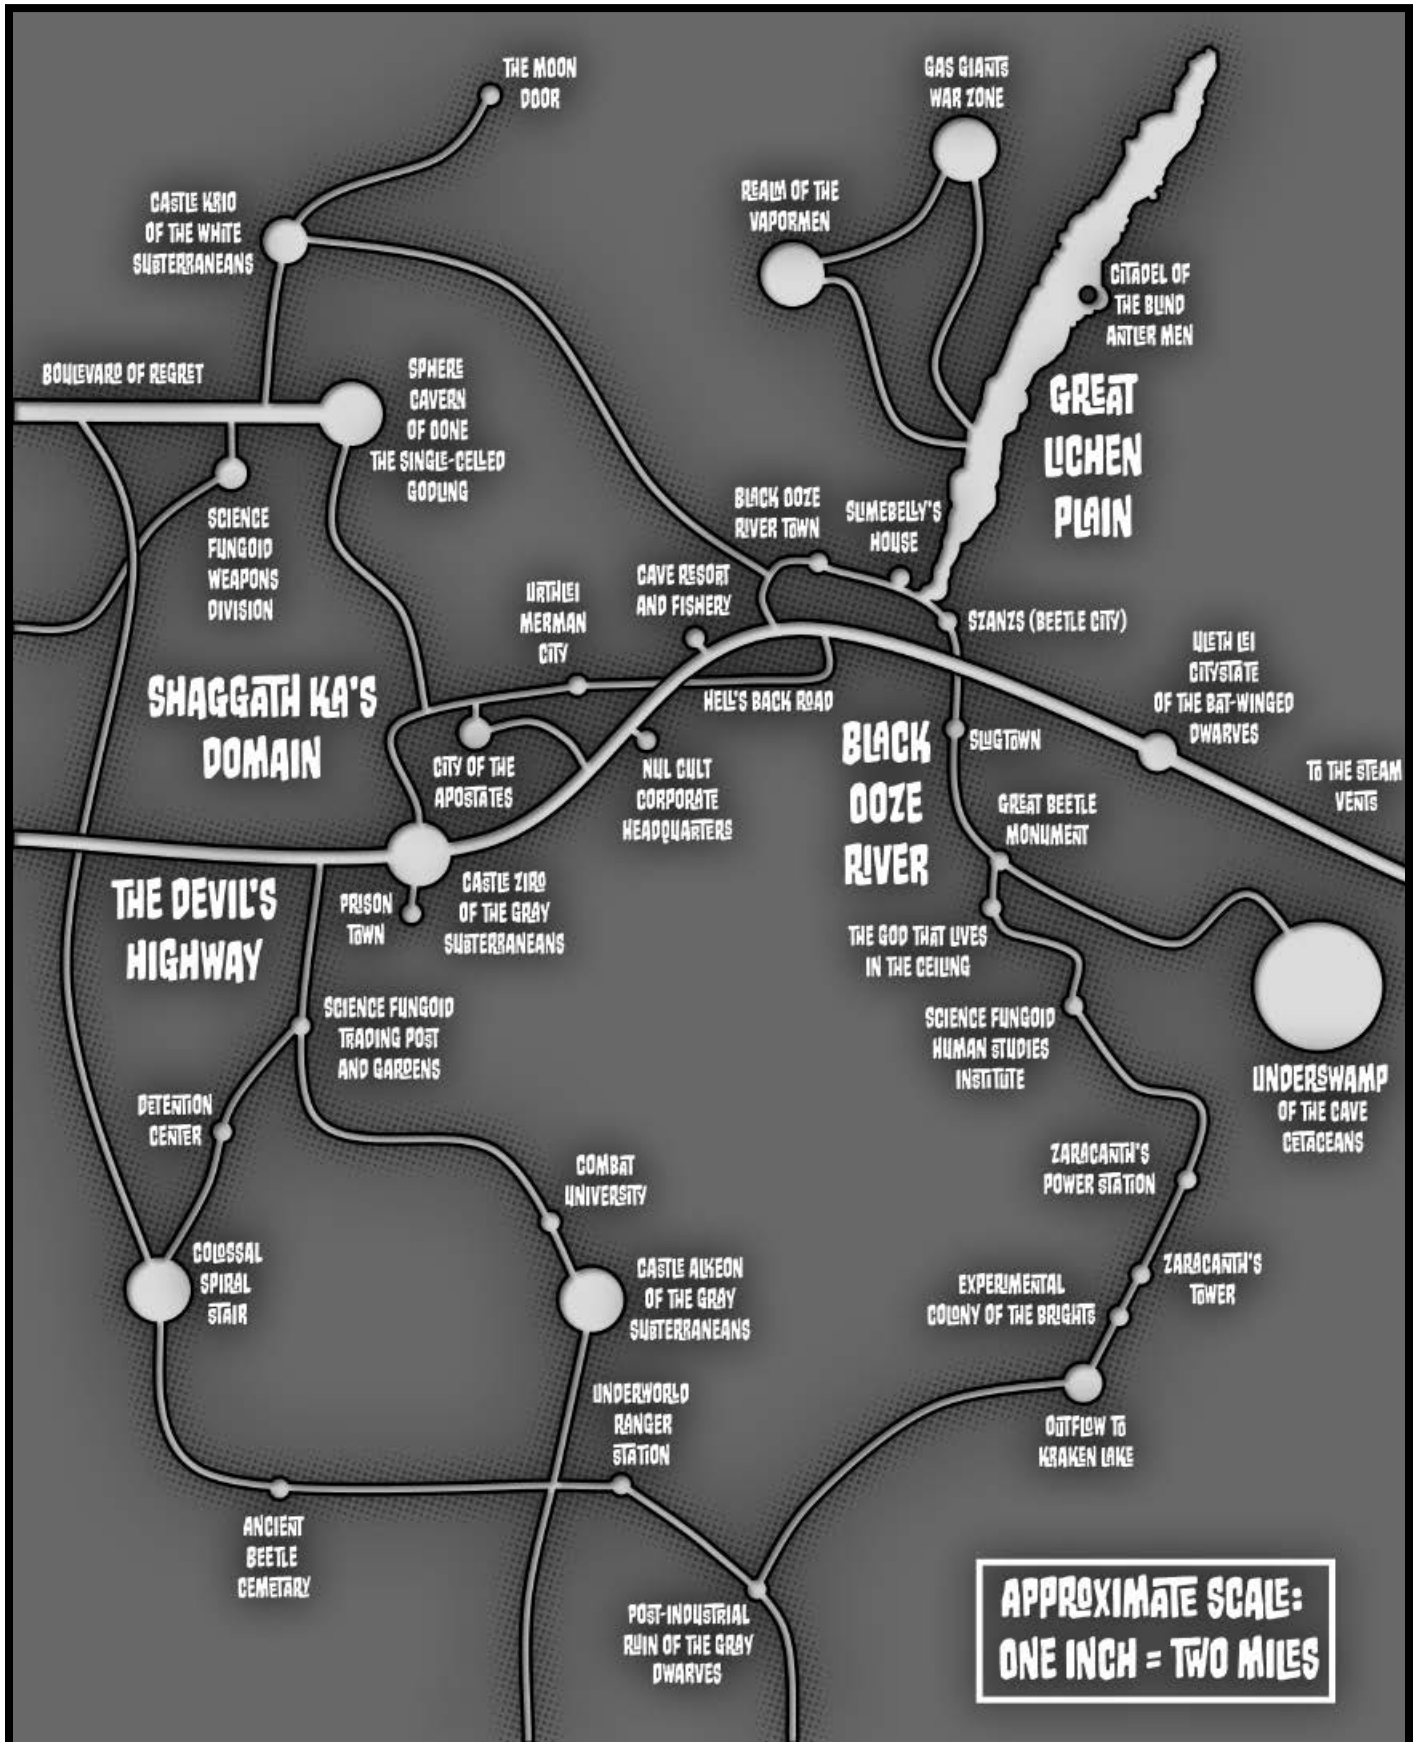 THE MOON
DOOR
GAS GIANTS
WAR ZONE
REALM OF THE
VAPORMEN
CASTLE KRIO
OF THE WHITE
SUBTERRANEANS
CITADEL OF
THE BLIND
ANTLER MEN
BOULEVARD OF REGRET
SPHERE
CAVERN
OF DONE
THE SINGLE-CELLED
GODLING
GREAT
LICHEN
PLAIN
SCIENCE
FUNGOID
WEAPONS
DIVISION
BLACK OOZE
RIVER TOWN
SLIMEBELLY'S
HOUSE
CAVE RESORT
AND FISHERY
URTHLEI
MERMAN
CITY
SZANZS (BEETLE CITY)
ULETH LEI
CITYSTATE
OF THE BAT-WINGED
DWARVES
SHAGGATH KA'S
DOMAIN
HELL'S BACK ROAD
BLACK
OOZE
RIVER
SLUGTOWN
CITY OF THE
APOSTATES
NUL CULT
CORPORATE
HEADQUARTERS
TO THE STEAM
VENTS
GREAT BEETLE
MONUMENT
THE DEVIL'S
HIGHWAY
PRISON
TOWN
CASTLE ZIRO
OF THE GRAY
SUBTERRANEANS
THE GOD THAT LIVES
IN THE CEILING
SCIENCE FUNGOID
TRADING POST
AND GARDENS
SCIENCE FUNGOID
HUMAN STUDIES
INSTITUTE
UNDERSWAMP
OF THE CAVE
CETACEANS
DETENTION
CENTER
COMBAT
UNIVERSITY
ZARACANTH'S
POWER STATION
COLOSSAL
SPIRAL
STAIR
CASTLE ALKEON
OF THE GRAY
SUBTERRANEANS
ZARACANTH'S
TOWER
EXPERIMENTAL
COLONY OF THE BRIGHTS
UNDERWORLD
RANGER
STATION
OUTFLOW TO
KRAKEN LAKE
ANCIENT
BEETLE
CEMETARY
POST-INDUSTRIAL
RUIN OF THE GRAY
DWARVES
APPROXIMATE SCALE:
ONE INCH = TWO MILES